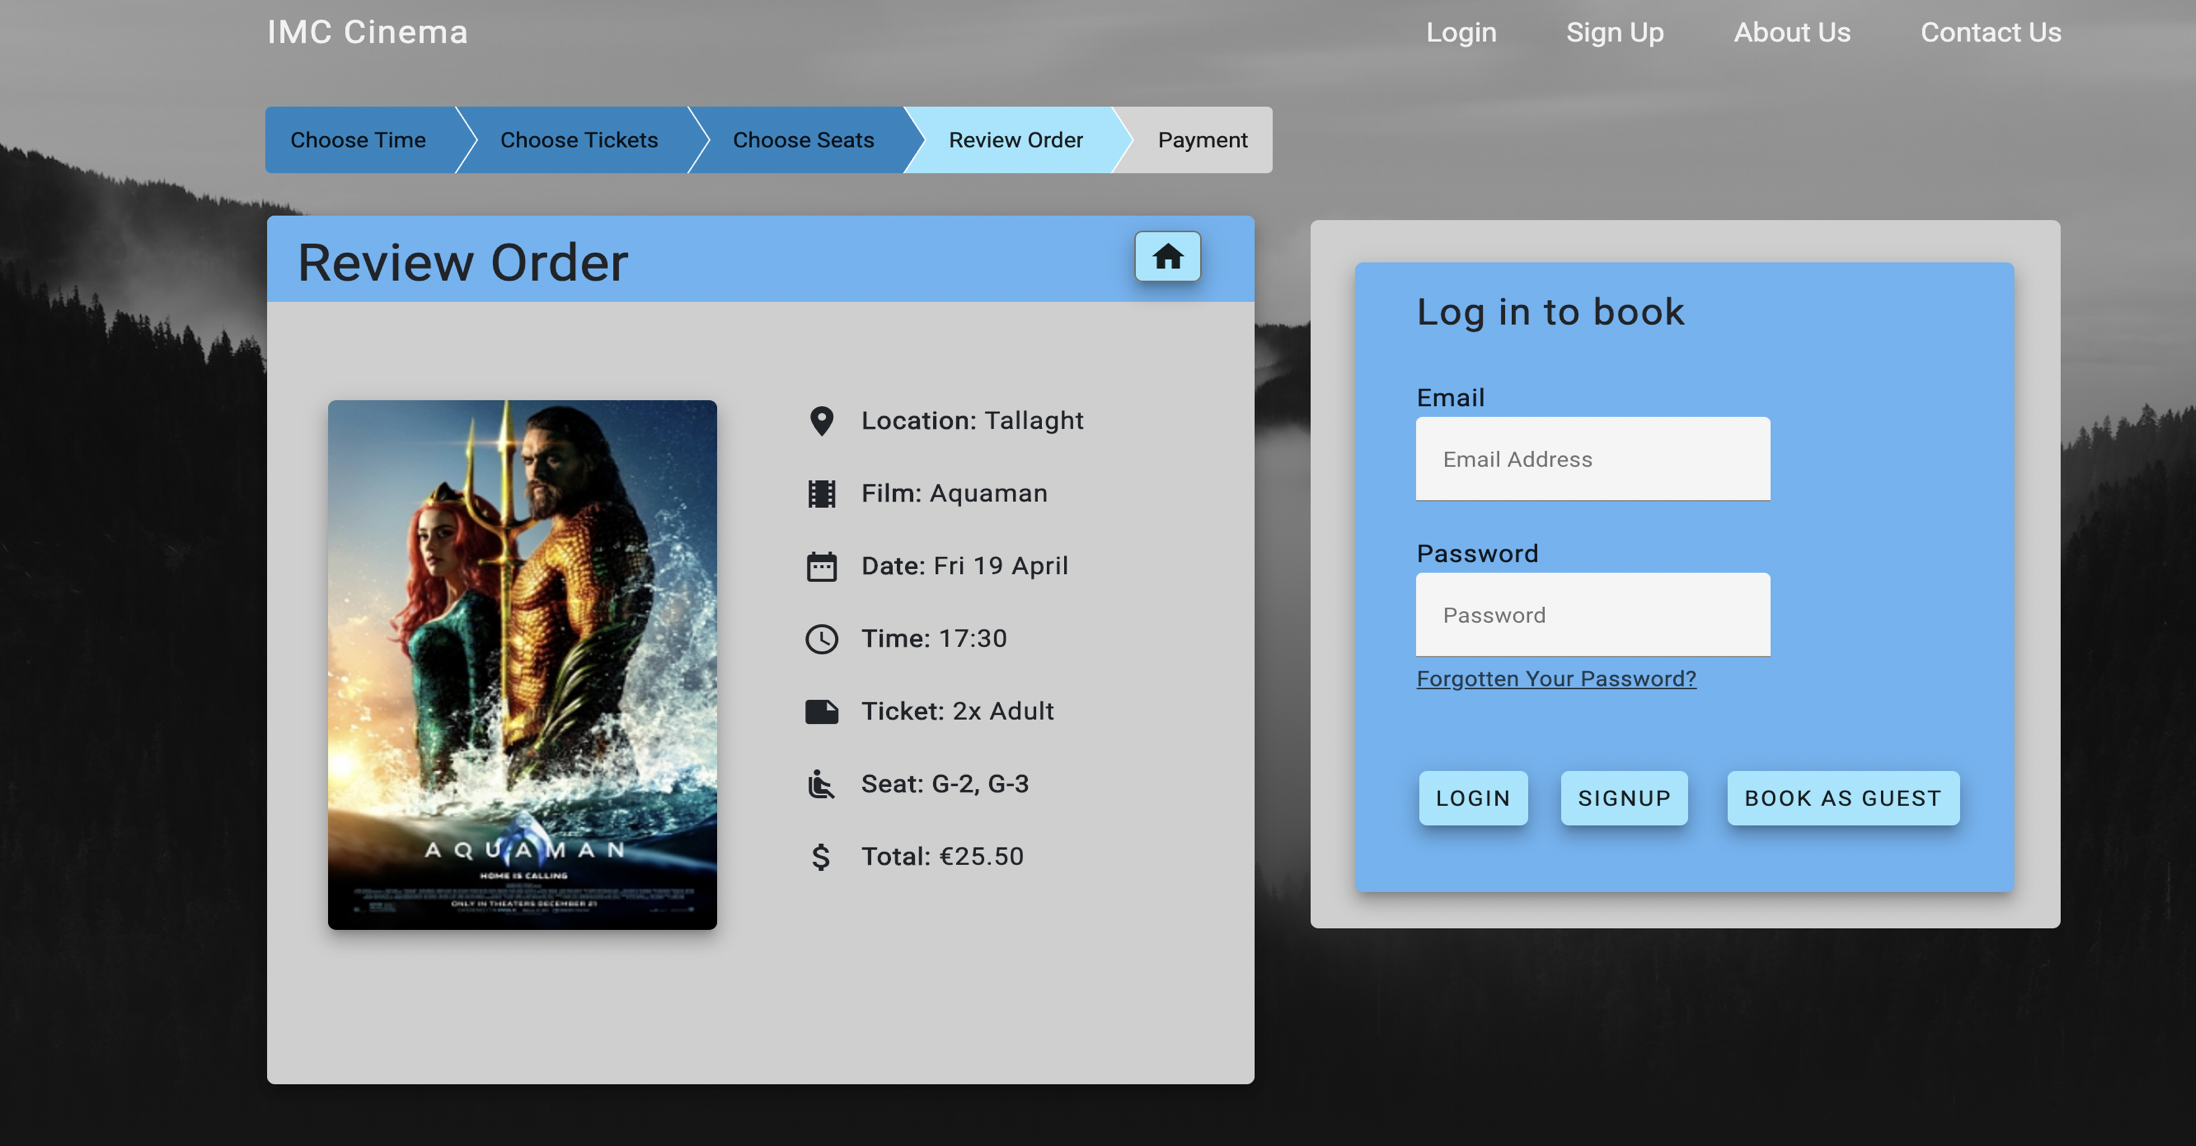 IMC Cinema
Login
Sign Up
About Us
Contact Us
Choose Time
Choose Tickets
Choose Seats
Review Order
Payment
Review Order
AQUAMAN
HOME IS CALLING
ONLY IN THEATERS DECEMBER 21
Location: Tallaght
Film: Aquaman
Date: Fri 19 April
Time: 17:30
Ticket: 2x Adult
Seat: G-2, G-3
Total: €25.50
Log in to book
Email
Email Address
Password
Password
Forgotten Your Password?
LOGIN
SIGNUP
BOOK AS GUEST